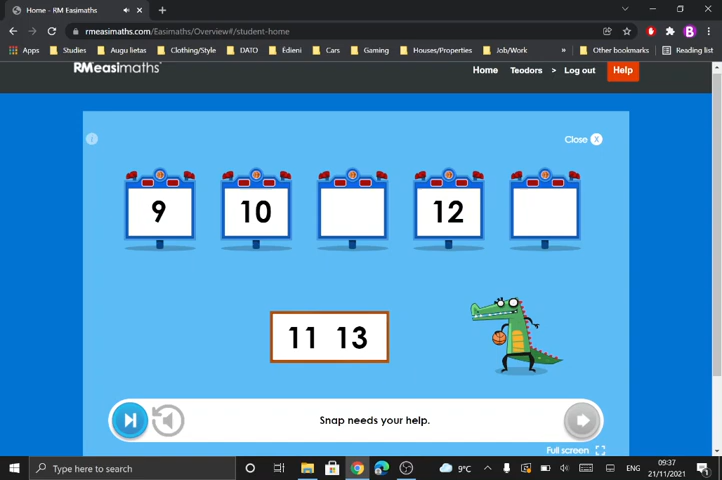 Home - RM Easimaths
rmeasimaths.com/Easimaths/Overview#/student-home
B
Apps Studies Augu lietas Clothing/Style DATO Edieni Cars Gaming Houses/Properties Job/Work » Other bookmarks Reading list
RMeasimaths
Home Teodors > Log out Help
i Close X
9 10 12
11 13
Snap needs your help.
Full screen
Type here to search
9°C ENG 09:37
21/11/2021